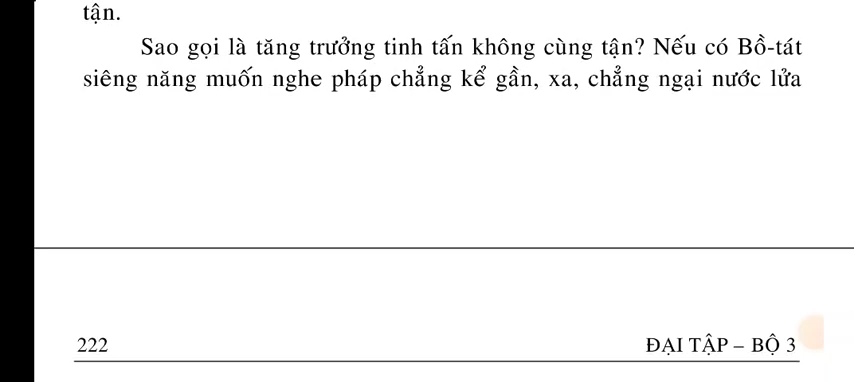 tận.
Sao gọi là tăng trưởng tinh tấn không cùng tận? Nếu có Bồ-tát
siêng năng muốn nghe pháp chẳng kể gần, xa, chẳng ngại nước lửa
222 ĐẠI TẬP – BỘ 3